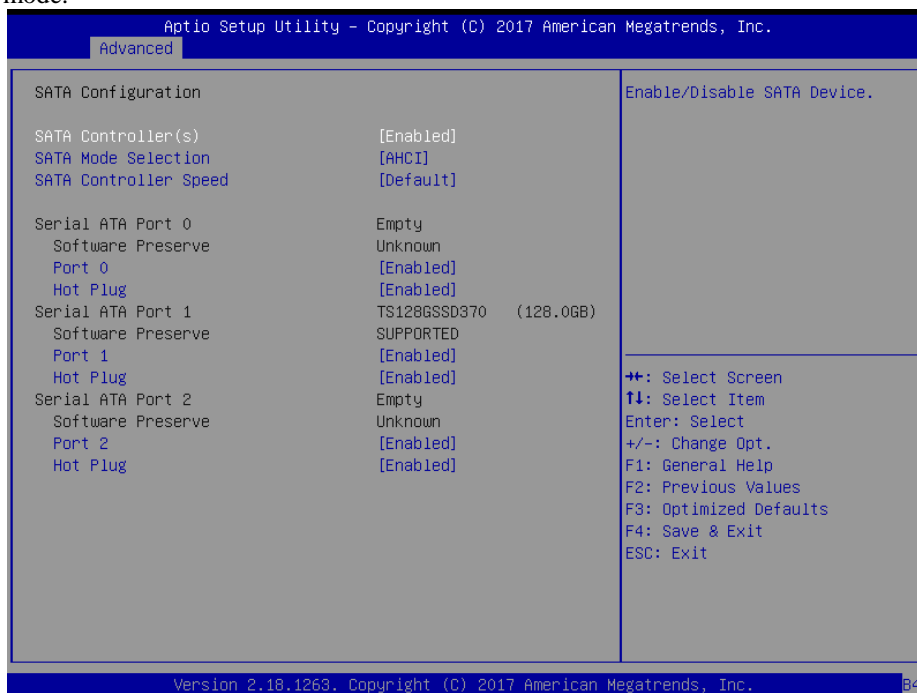 mode.
Aptio Setup Utility – Copyright (C) 2017 American Megatrends, Inc.
Advanced
SATA Configuration
SATA Controller(s) [Enabled]
SATA Mode Selection [AHCI]
SATA Controller Speed [Default]
Serial ATA Port 0 Empty
Software Preserve Unknown
Port 0 [Enabled]
Hot Plug [Enabled]
Serial ATA Port 1 TS128GSSD370 (128.0GB)
Software Preserve SUPPORTED
Port 1 [Enabled]
Hot Plug [Enabled]
Serial ATA Port 2 Empty
Software Preserve Unknown
Port 2 [Enabled]
Hot Plug [Enabled]
Enable/Disable SATA Device.
→←: Select Screen
↑↓: Select Item
Enter: Select
+/-: Change Opt.
F1: General Help
F2: Previous Values
F3: Optimized Defaults
F4: Save & Exit
ESC: Exit
Version 2.18.1263. Copyright (C) 2017 American Megatrends, Inc.